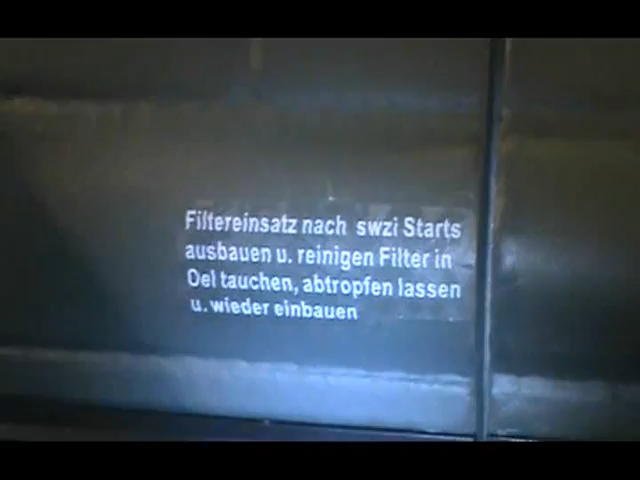 Filtereinsatz nach swzi Starts
ausbauen u. reinigen Filter in
Oel tauchen, abtropfen lassen
u. wieder einbauen